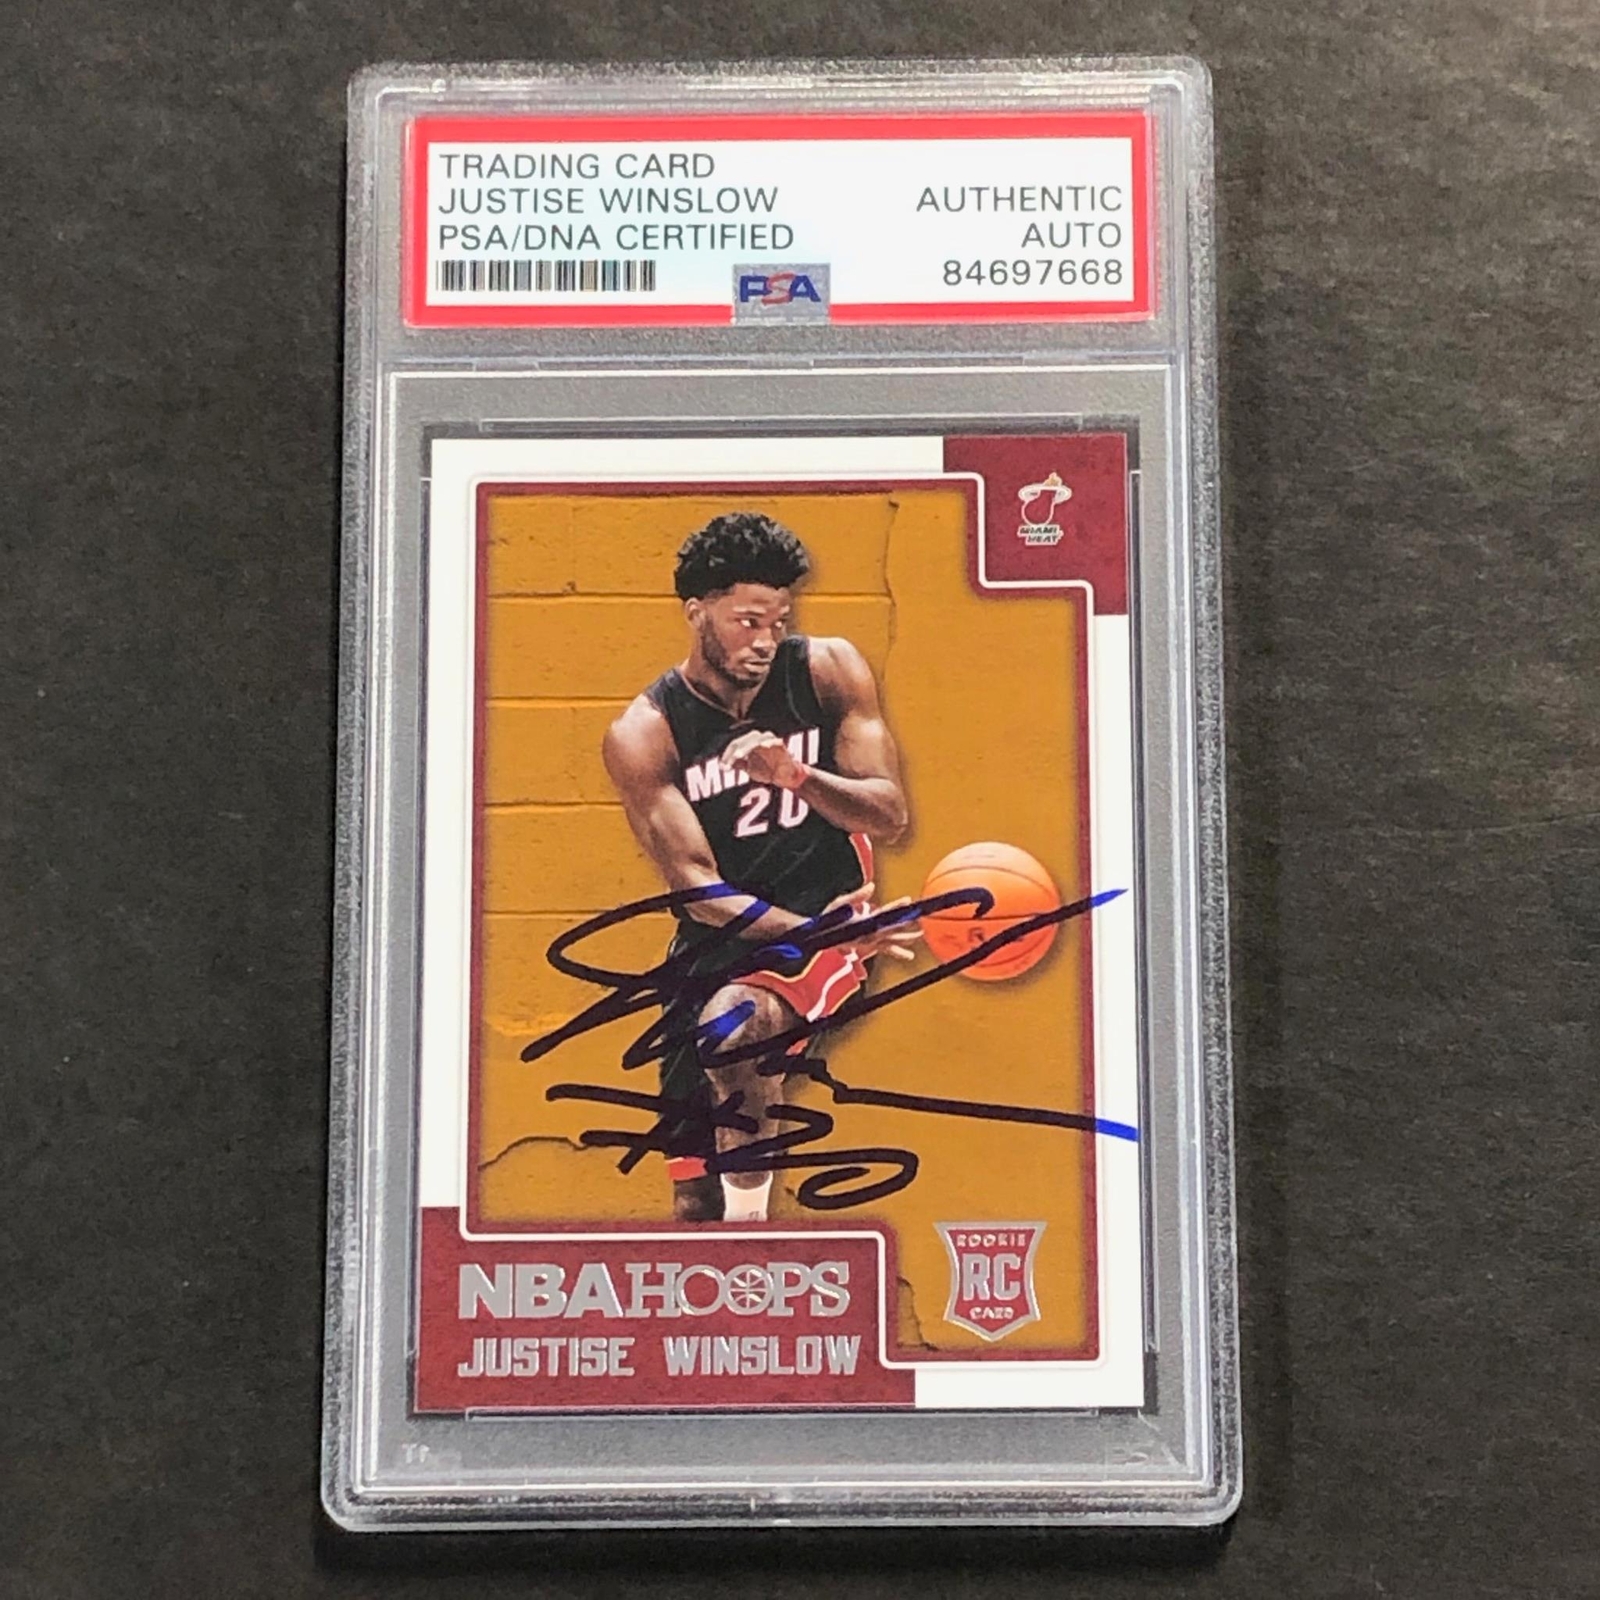 TRADING CARD
JUSTISE WINSLOW
PSA/DNA CERTIFIED
AUTHENTIC
AUTO
84697668
PSA
MIAMI
HEAT
MIAMI
20
#20
ROOKIE
RC
CARD
NBA HOOPS
JUSTISE WINSLOW